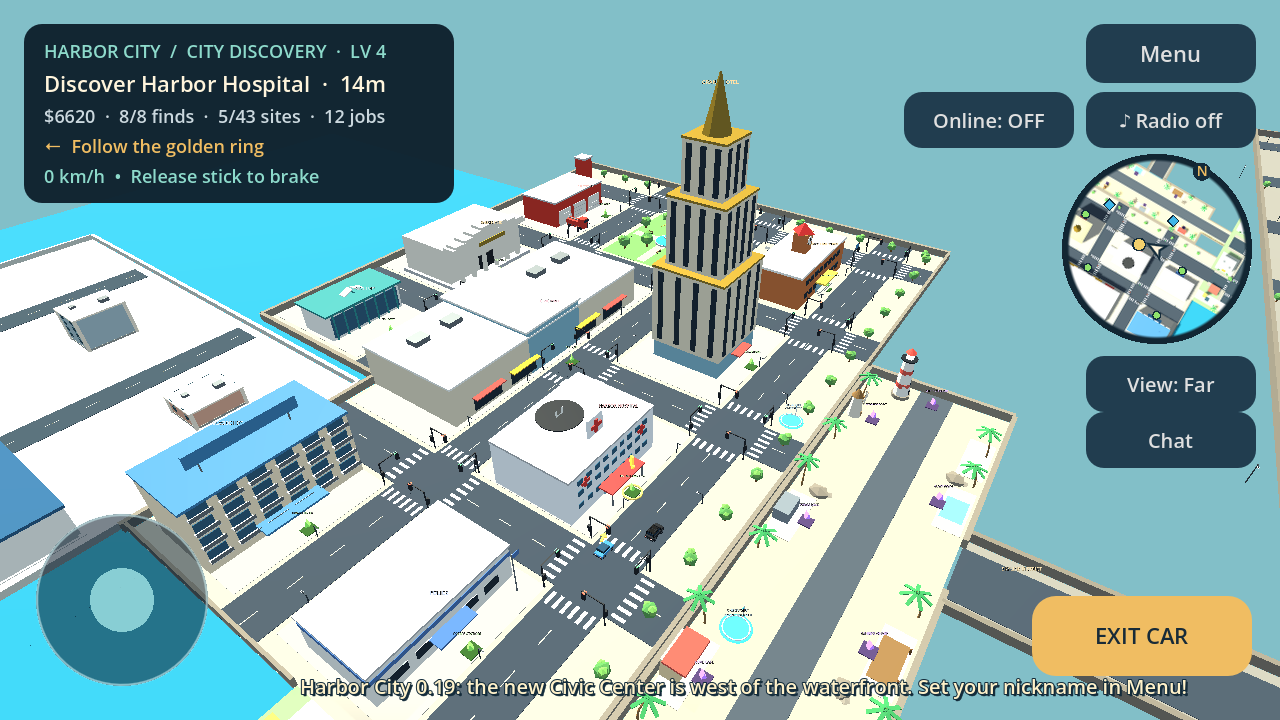 HARBOR CITY / CITY DISCOVERY · LV 4
Discover Harbor Hospital · 14m
$6620 · 8/8 finds · 5/43 sites · 12 jobs
← Follow the golden ring
0 km/h • Release stick to brake
Menu
Online: OFF
♪ Radio off
N
View: Far
Chat
POLICE
EXIT CAR
Harbor City 0.19: the new Civic Center is west of the waterfront. Set your nickname in Menu!